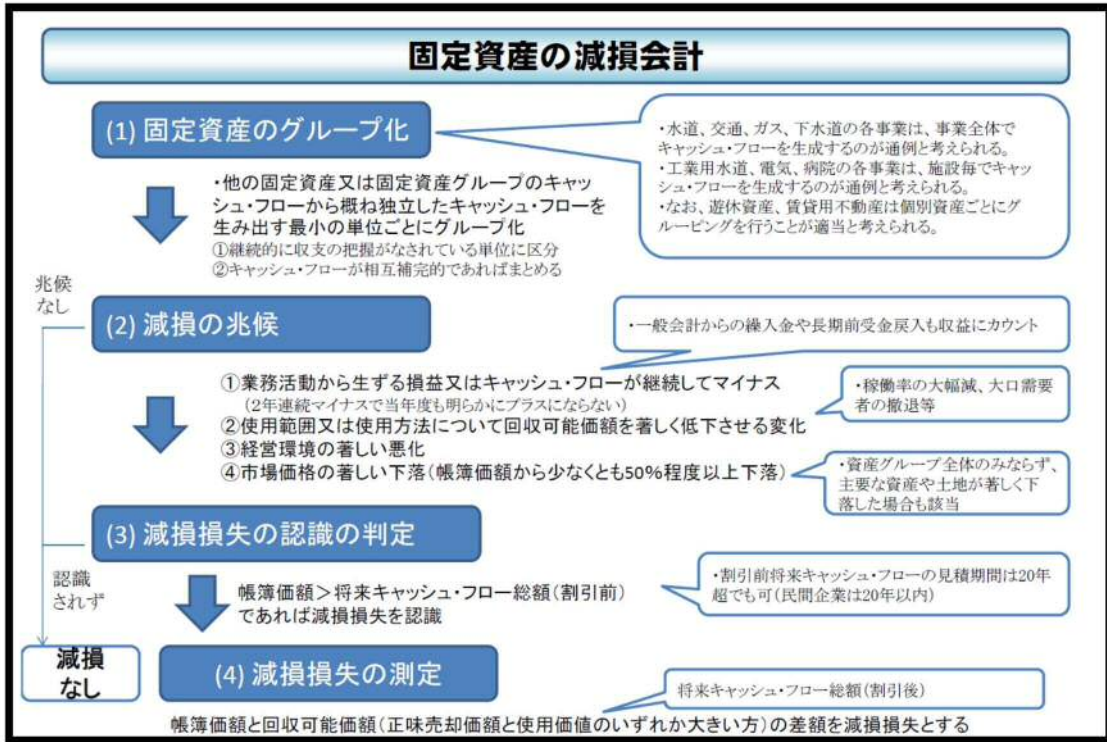 固定資産の減損会計
(1) 固定資産のグループ化
・水道、交通、ガス、下水道の各事業は、事業全体で
キャッシュ・フローを生成するのが通例と考えられる。
・工業用水道、電気、病院の各事業は、施設毎でキャッ
シュ・フローを生成するのが通例と考えられる。
・なお、遊休資産、賃貸用不動産は個別資産ごとにグ
ルーピングを行うことが適当と考えられる。
・他の固定資産又は固定資産グループのキャッ
シュ・フローから概ね独立したキャッシュ・フローを
生み出す最小の単位ごとにグループ化
①継続的に収支の把握がなされている単位に区分
②キャッシュ・フローが相互補完的であればまとめる
兆候
なし
(2) 減損の兆候
・一般会計からの繰入金や長期前受金戻入も収益にカウント
①業務活動から生ずる損益又はキャッシュ・フローが継続してマイナス
(2年連続マイナスで当年度も明らかにプラスにならない)
②使用範囲又は使用方法について回収可能価額を著しく低下させる変化
③経営環境の著しい悪化
④市場価格の著しい下落(帳簿価額から少なくとも50%程度以上下落)
・稼働率の大幅減、大口需要
者の撤退等
・資産グループ全体のみならず、
主要な資産や土地が著しく下
落した場合も該当
(3) 減損損失の認識の判定
認識
されず
帳簿価額>将来キャッシュ・フロー総額(割引前)
であれば減損損失を認識
・割引前将来キャッシュ・フローの見積期間は20年
超でも可(民間企業は20年以内)
減損
なし
(4) 減損損失の測定
将来キャッシュ・フロー総額(割引後)
帳簿価額と回収可能価額(正味売却価額と使用価値のいずれか大きい方)の差額を減損損失とする